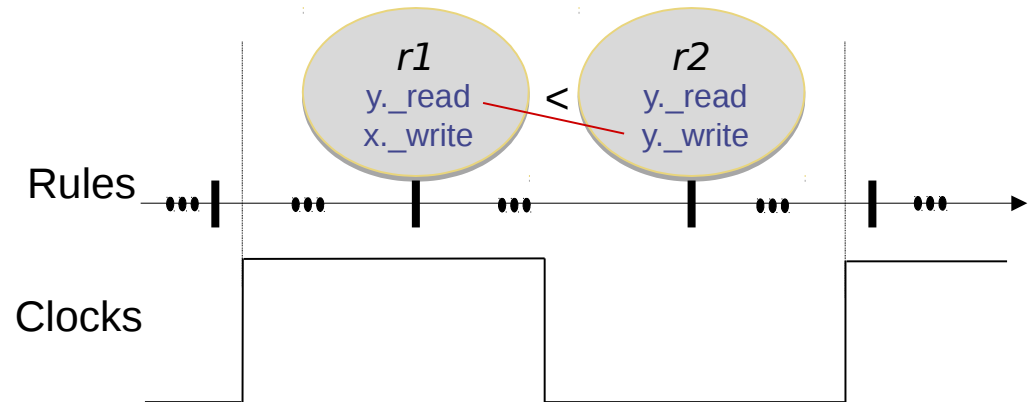 r1
y._read
x._write
<
r2
y._read
y._write
Rules
Clocks